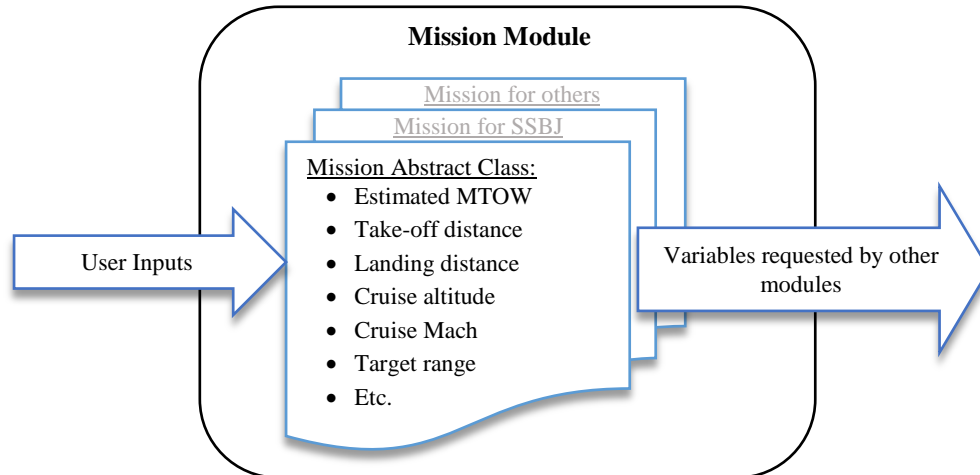 Mission Module
Mission for others
Mission for SSBJ
Mission Abstract Class:
• Estimated MTOW
• Take-off distance
• Landing distance
• Cruise altitude
• Cruise Mach
• Target range
• Etc.
User Inputs
Variables requested by other
modules